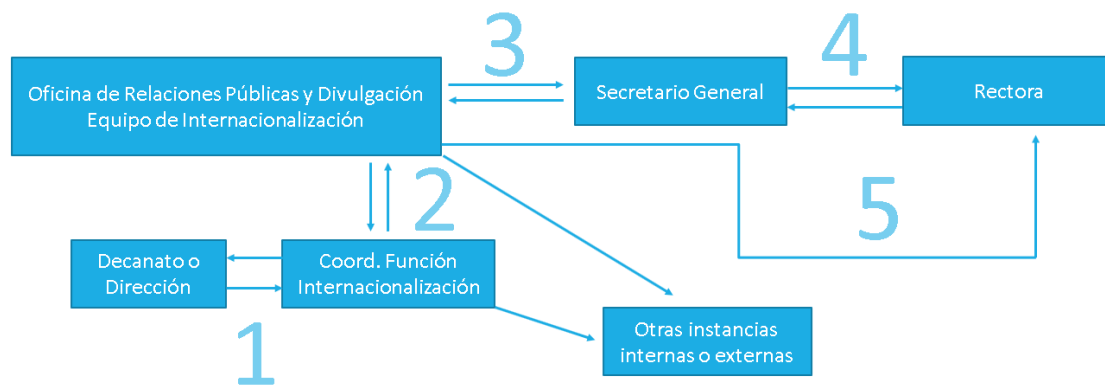 3
4
Oficina de Relaciones Públicas y Divulgación
Equipo de Internacionalización
Secretario General
Rectora
2
5
Decanato o
Dirección
Coord. Función
Internacionalización
1
Otras instancias
internas o externas